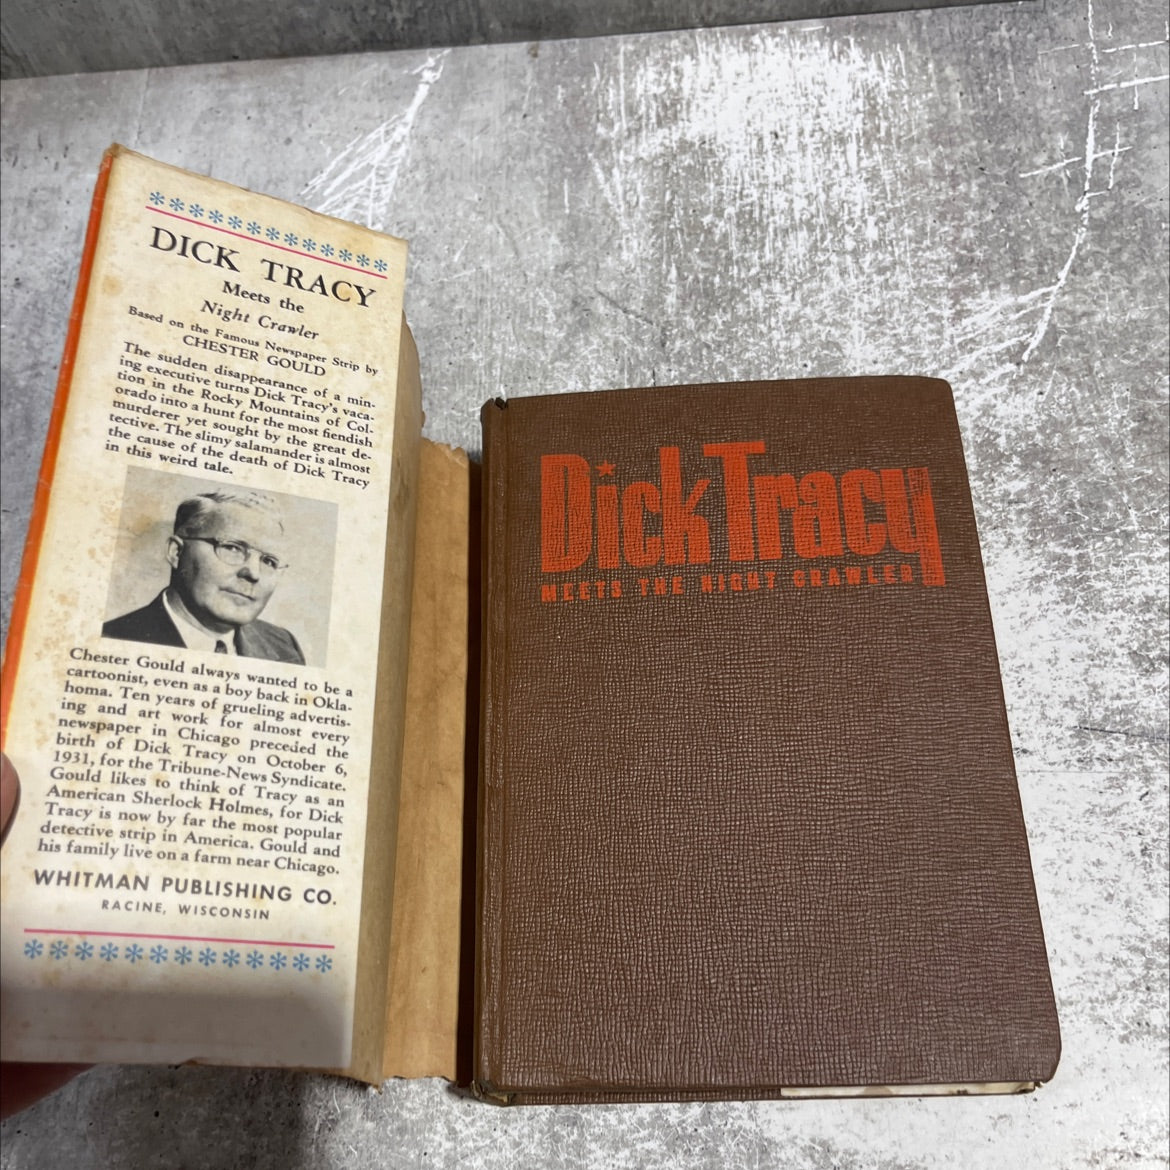 DICK TRACY
Meets the
Night Crawler
Based on the Famous Newspaper Strip by
CHESTER GOULD
The sudden disappearance of a min-
ing executive turns Dick Tracy's vaca-
tion in the Rocky Mountains of Col-
orado into a hunt for the most fiendish
murderer yet sought by the great de-
tective. The slimy salamander is almost
the cause of the death of Dick Tracy
in this weird tale.
Chester Gould always wanted to be a
cartoonist, even as a boy back in Okla-
homa. Ten years of grueling advertis-
ing and art work for almost every
newspaper in Chicago preceded the
birth of Dick Tracy on October 6,
1931, for the Tribune-News Syndicate.
Gould likes to think of Tracy as an
American Sherlock Holmes, for Dick
Tracy is now by far the most popular
detective strip in America. Gould and
his family live on a farm near Chicago.
WHITMAN PUBLISHING CO.
RACINE, WISCONSIN
Dick Tracy
MEETS THE NIGHT CRAWLER